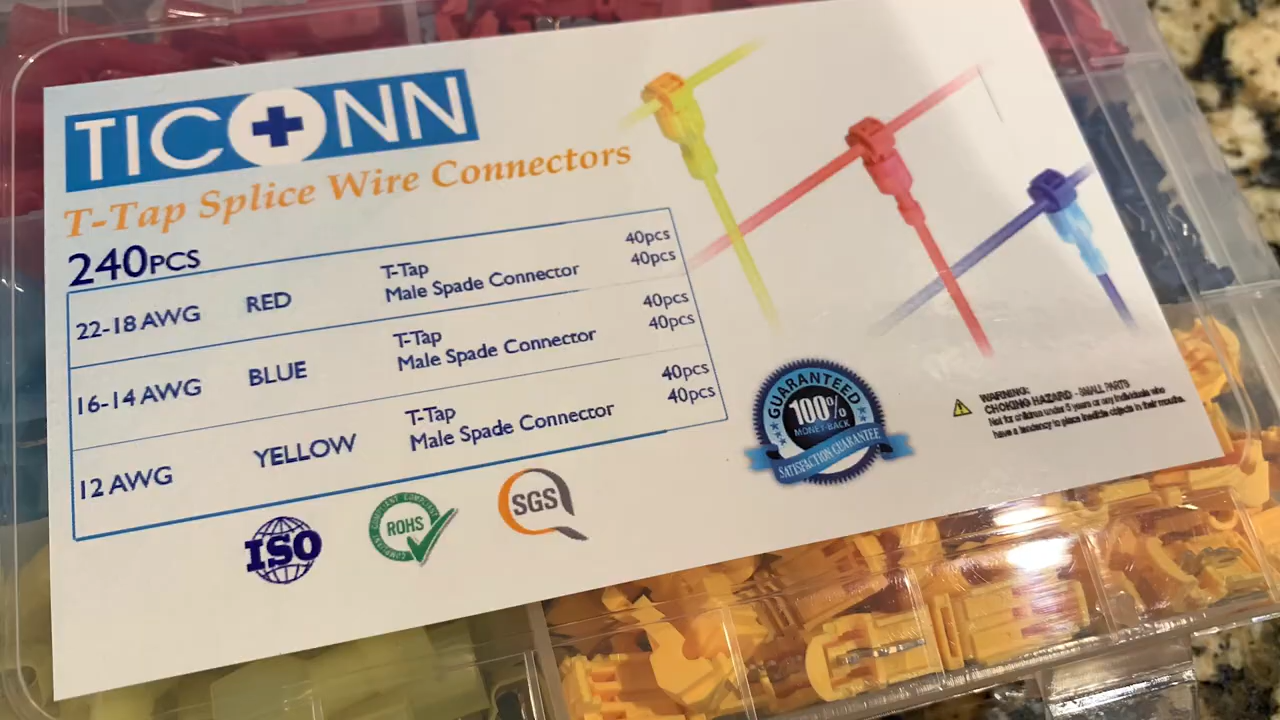 TICONN
T-Tap Splice Wire Connectors
240PCS
22-18 AWG RED T-Tap 40pcs
Male Spade Connector 40pcs
16-14 AWG BLUE T-Tap 40pcs
Male Spade Connector 40pcs
12 AWG YELLOW T-Tap 40pcs
Male Spade Connector 40pcs
ISO
COMPLIANT
ROHS
COMPLIANT
SGS
GUARANTEED
100%
MONEY-BACK
SATISFACTION GUARANTEE
WARNING:
CHOKING HAZARD - SMALL PARTS
Not for children under 5 years or any individuals who
have a tendency to place inedible objects in their mouths.